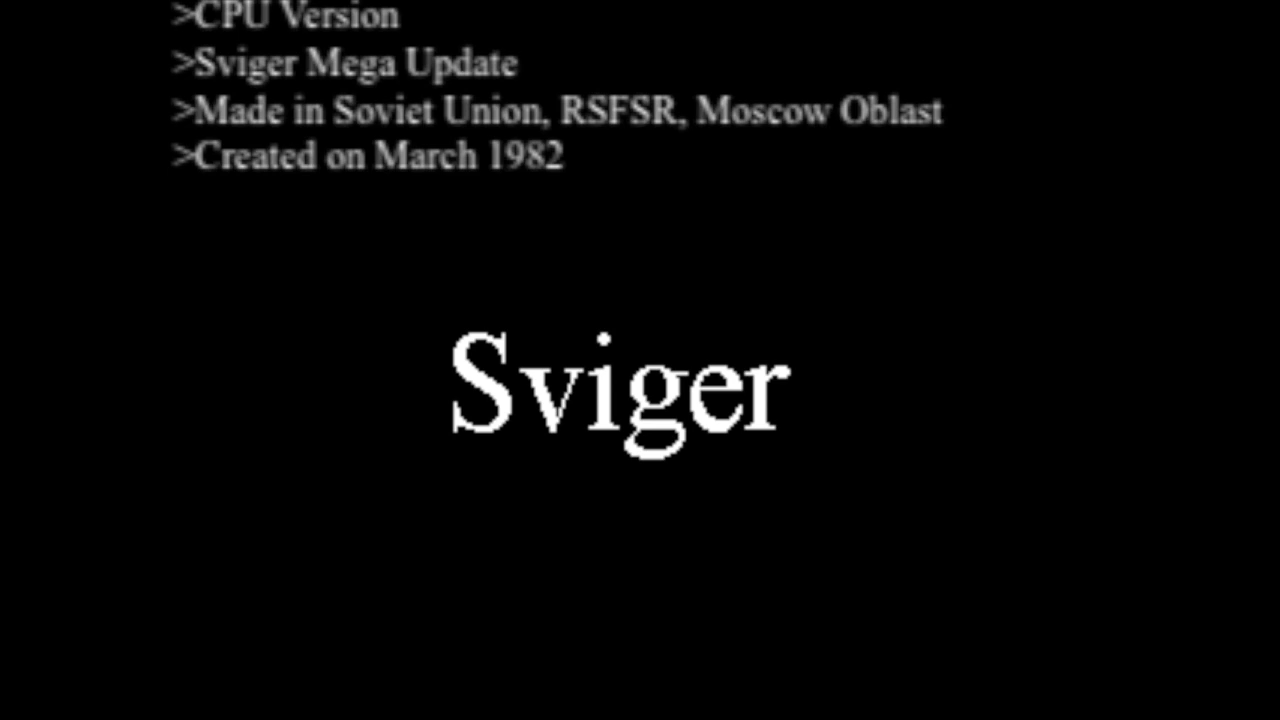 >CPU Version
>Sviger Mega Update
>Made in Soviet Union, RSFSR, Moscow Oblast
>Created on March 1982
Sviger